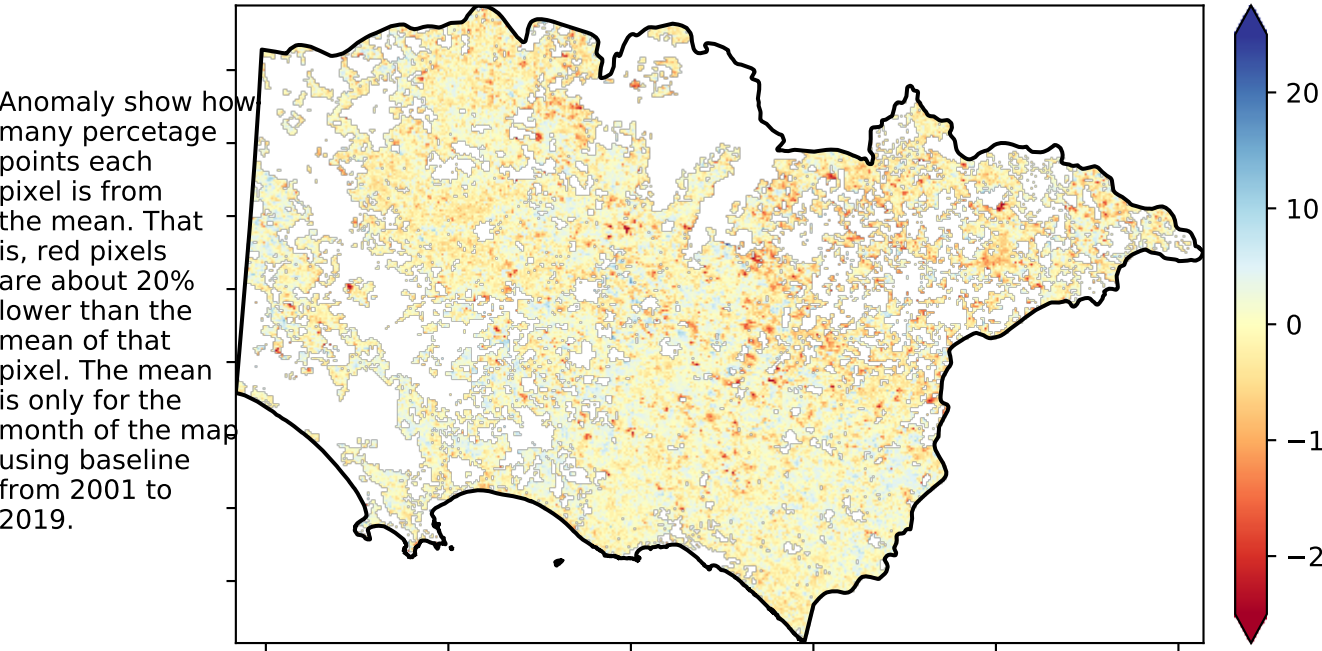 Anomaly show how
many percetage
points each
pixel is from
the mean. That
is, red pixels
are about 20%
lower than the
mean of that
pixel. The mean
is only for the
month of the map
using baseline
from 2001 to
2019.
20
10
0
−1
−2